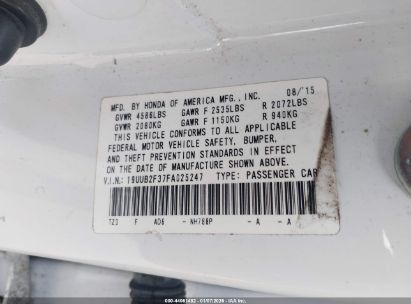 MFD. BY HONDA OF AMERICA MFG., INC. 08/'15
GVWR 4586LBS GAWR F 2535LBS R 2072LBS
GVWR 2080KG GAWR F 1150KG R 940KG
THIS VEHICLE CONFORMS TO ALL APPLICABLE
FEDERAL MOTOR VEHICLE SAFETY, BUMPER,
AND THEFT PREVENTION STANDARDS IN EFFECT
ON THE DATE OF MANUFACTURE SHOWN ABOVE.
V.I.N.: 19UUB2F37FA025247 TYPE: PASSENGER CAR
TZ3 F AD6 - NH788P - A - A